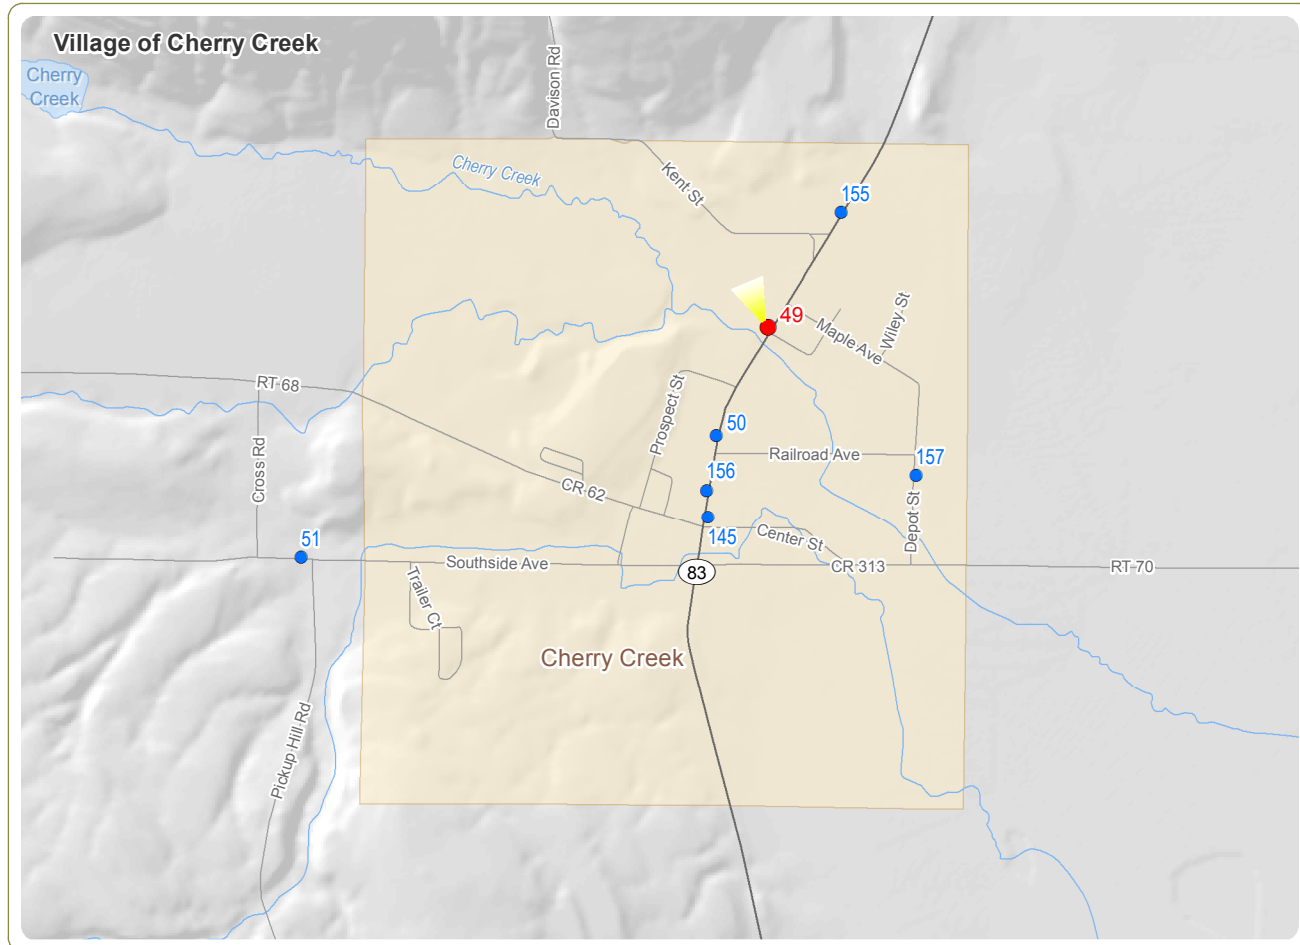 Village of Cherry Creek
Cherry
Creek
Davison Rd
Cherry Creek
Kent St
155
49
Maple Ave
Wiley St
RT 68
Prospect St
50
Railroad Ave
157
Cross Rd
156
CR 62
145
Center St
Depot St
51
Southside Ave
83
CR 313
RT 70
Trailer Ct
Cherry Creek
Pickup Hill Rd